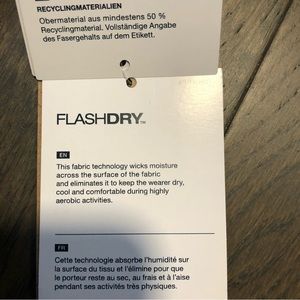 RECYCLINGMATERIALIEN
Obermaterial aus mindestens 50 %
Recyclingmaterial. Vollständige Angabe
des Fasergehalts auf dem Etikett.
FLASHDRY™
EN
This fabric technology wicks moisture
across the surface of the fabric
and eliminates it to keep the wearer dry,
cool and comfortable during highly
aerobic activities.
FR
Cette technologie absorbe l'humidité sur
la surface du tissu et l'élimine pour que
le porteur reste au sec, au frais et à l'aise
pendant ses activités très physiques.